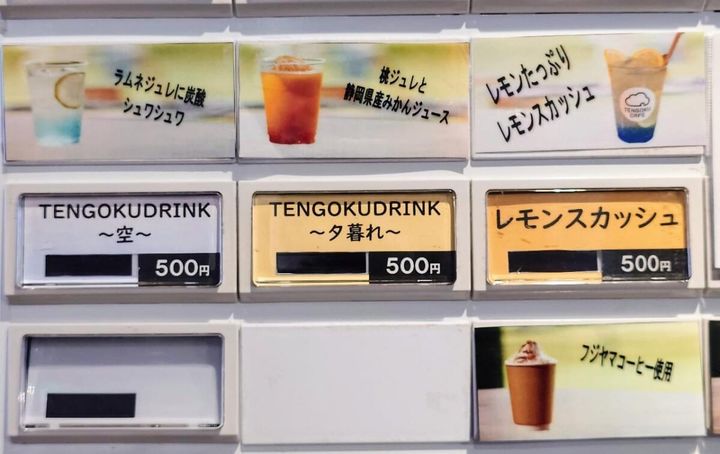 ラムネジュレに炭酸
シュワシュワ
桃ジュレと
静岡県産みかんジュース
レモンたっぷり
レモンスカッシュ
TENGOKU
CAFE
TENGOKUDRINK
～空～
500円
TENGOKUDRINK
～夕暮れ～
500円
レモンスカッシュ
500円
フジヤマコーヒー使用